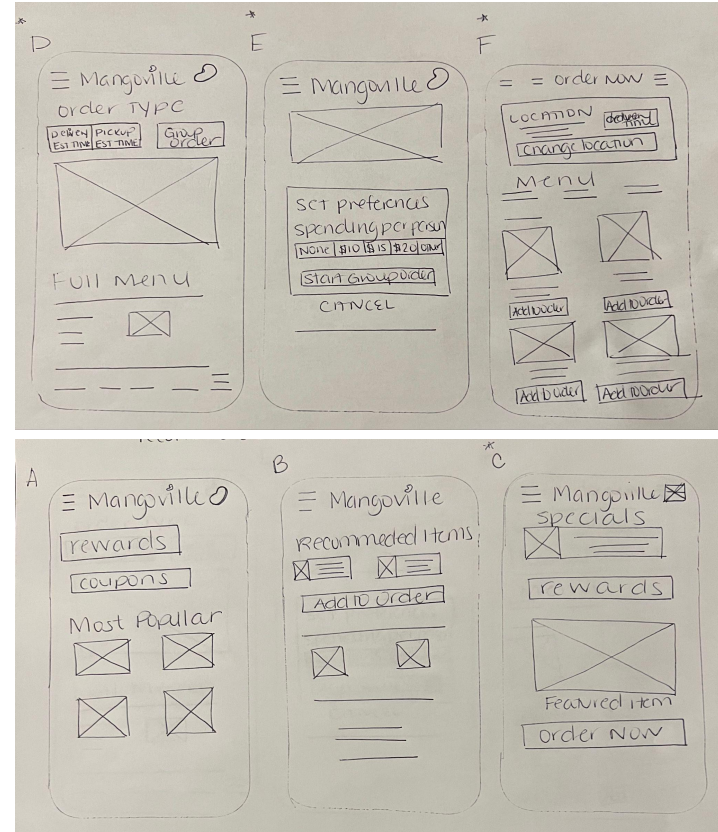 D
Mangoville
order TYPE
Delivery
EST TIME
PICKUP
EST TIME
Group
order
Full menu
E
Mangoville
SET preferences
spending per person
None $10 $15 $20
Start Group order
CANCEL
F
order NOW
LOCATION
delivery
time
Change location
Menu
Add to order
Add to order
Add to order
Add to order
A
Mangoville
rewards
coupons
Most Popular
B
Mangoville
Recommeded Items
Add to order
C
Mangoville
specials
rewards
Featured item
order NOW